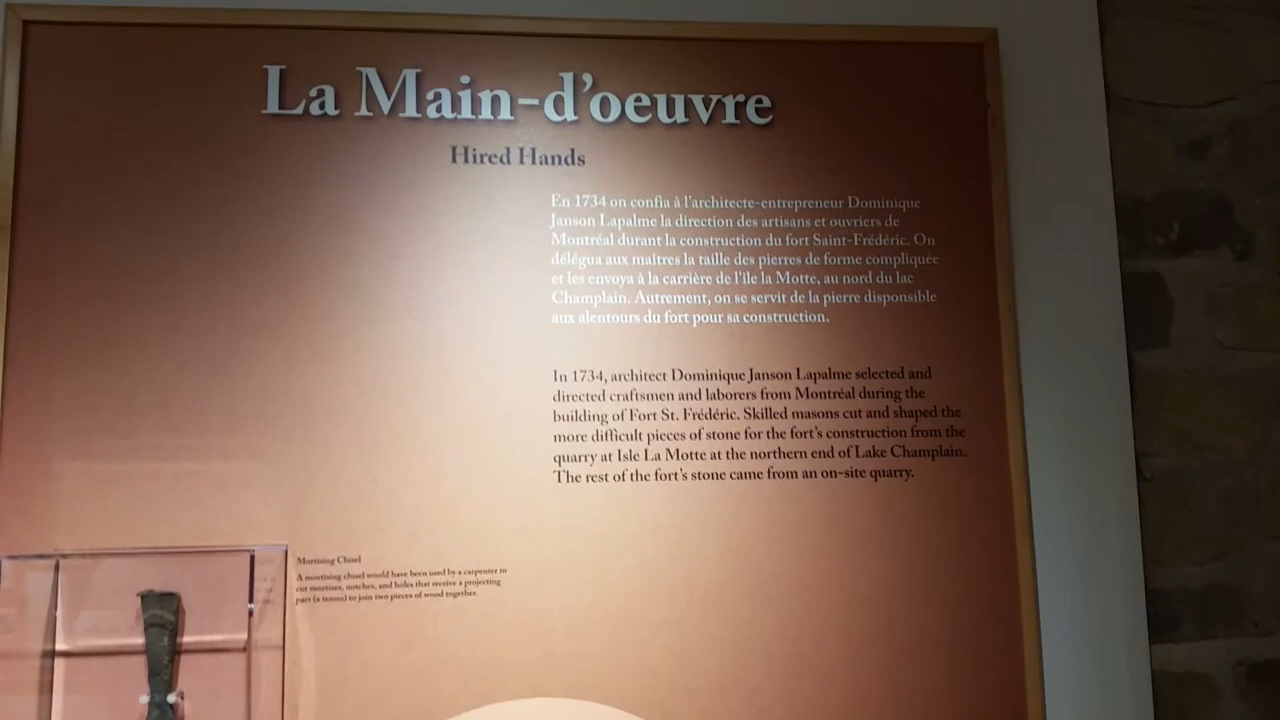 La Main-d'oeuvre
Hired Hands
En 1734 on confia à l'architecte-entrepreneur Dominique
Janson Lapalme la direction des artisans et ouvriers de
Montréal durant la construction du fort Saint-Frédéric. On
délégua aux maîtres la taille des pierres de forme compliquée
et les envoya à la carrière de l'île la Motte, au nord du lac
Champlain. Autrement, on se servit de la pierre disponible
aux alentours du fort pour sa construction.
In 1734, architect Dominique Janson Lapalme selected and
directed craftsmen and laborers from Montréal during the
building of Fort St. Frédéric. Skilled masons cut and shaped the
more difficult pieces of stone for the fort's construction from the
quarry at Isle La Motte at the northern end of Lake Champlain.
The rest of the fort's stone came from an on-site quarry.
Mortising Chisel
A mortising chisel would have been used by a carpenter to
cut mortises, notches, and holes that receive a projecting
part (a tenon) to join two pieces of wood together.